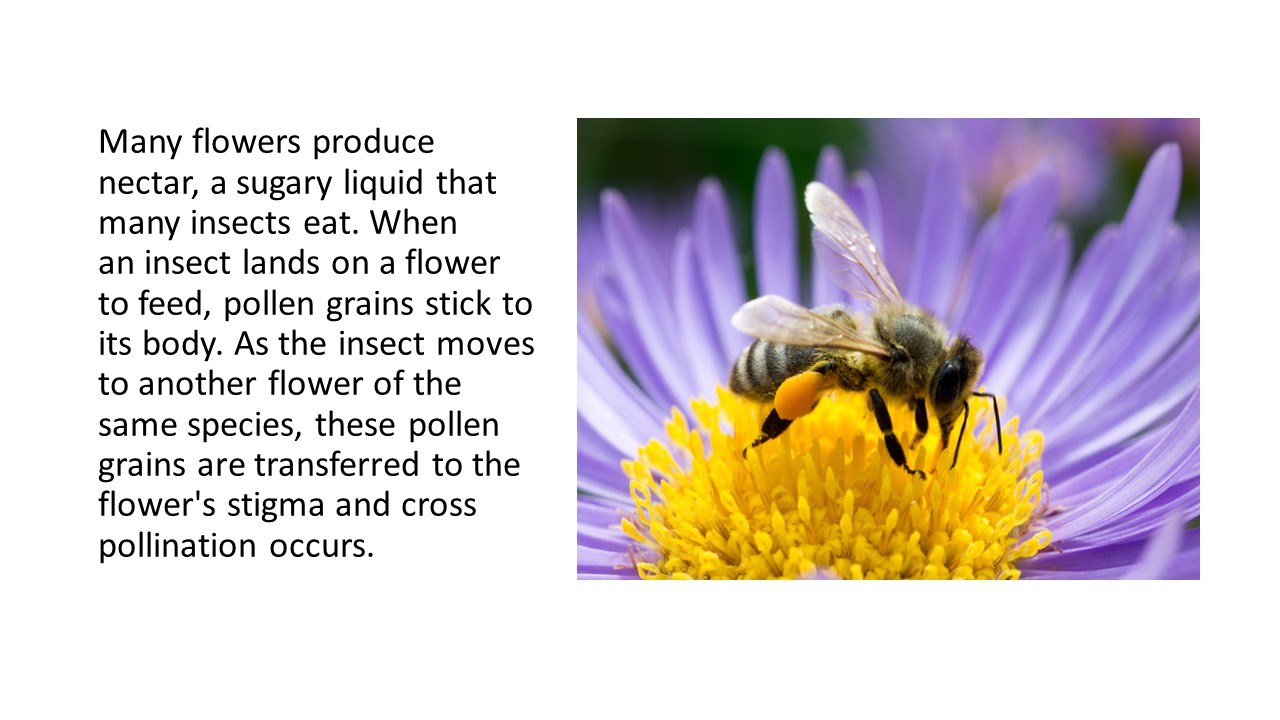 Many flowers produce
nectar, a sugary liquid that
many insects eat. When
an insect lands on a flower
to feed, pollen grains stick to
its body. As the insect moves
to another flower of the
same species, these pollen
grains are transferred to the
flower's stigma and cross
pollination occurs.